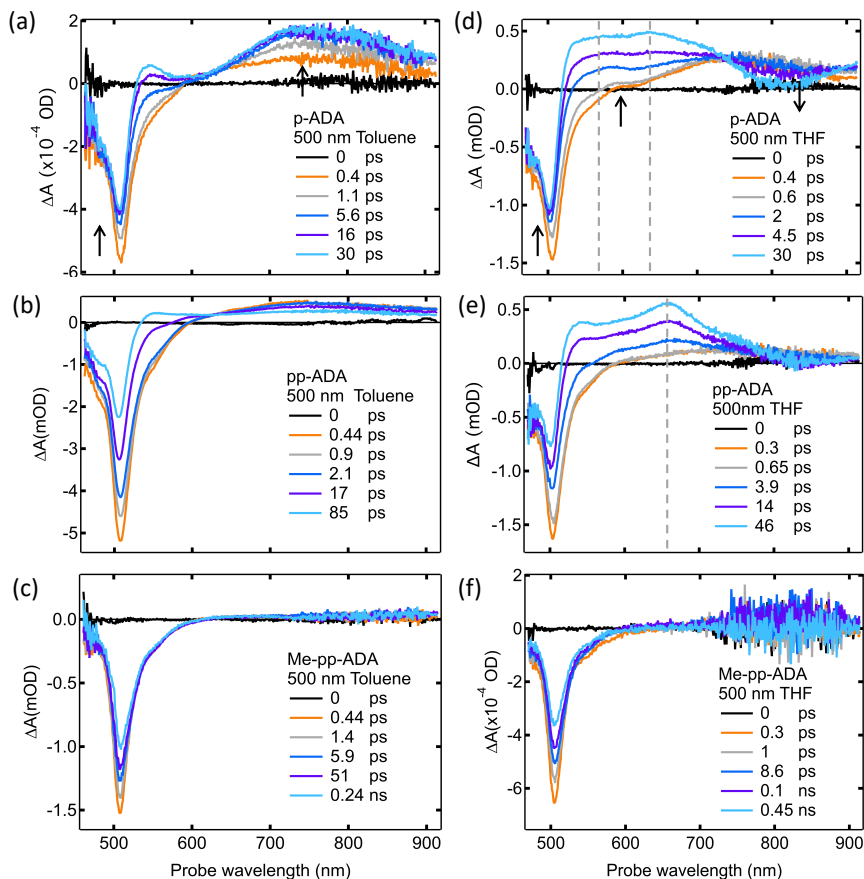 (a)
2
0
-2
-4
-6
ΔA (x10⁻⁴ OD)
p-ADA
500 nm Toluene
0 ps
0.4 ps
1.1 ps
5.6 ps
16 ps
30 ps
(b)
0
-1
-2
-3
-4
-5
ΔA(mOD)
pp-ADA
500 nm Toluene
0 ps
0.44 ps
0.9 ps
2.1 ps
17 ps
85 ps
(c)
0.0
-0.5
-1.0
-1.5
ΔA(mOD)
Me-pp-ADA
500 nm Toluene
0 ps
0.44 ps
1.4 ps
5.9 ps
51 ps
0.24 ns
500 600 700 800 900
Probe wavelength (nm)
(d)
0.5
0.0
-0.5
-1.0
-1.5
ΔA (mOD)
p-ADA
500 nm THF
0 ps
0.4 ps
0.6 ps
2 ps
4.5 ps
30 ps
(e)
0.5
0.0
-0.5
-1.0
-1.5
ΔA (mOD)
pp-ADA
500nm THF
0 ps
0.3 ps
0.65 ps
3.9 ps
14 ps
46 ps
(f)
2
0
-2
-4
-6
ΔA(x10⁻⁴ OD)
Me-pp-ADA
500 nm THF
0 ps
0.3 ps
1 ps
8.6 ps
0.1 ns
0.45 ns
500 600 700 800 900
Probe wavelength (nm)